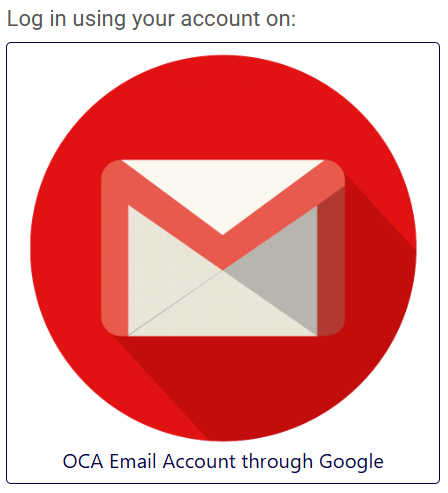 Log in using your account on:
OCA Email Account through Google